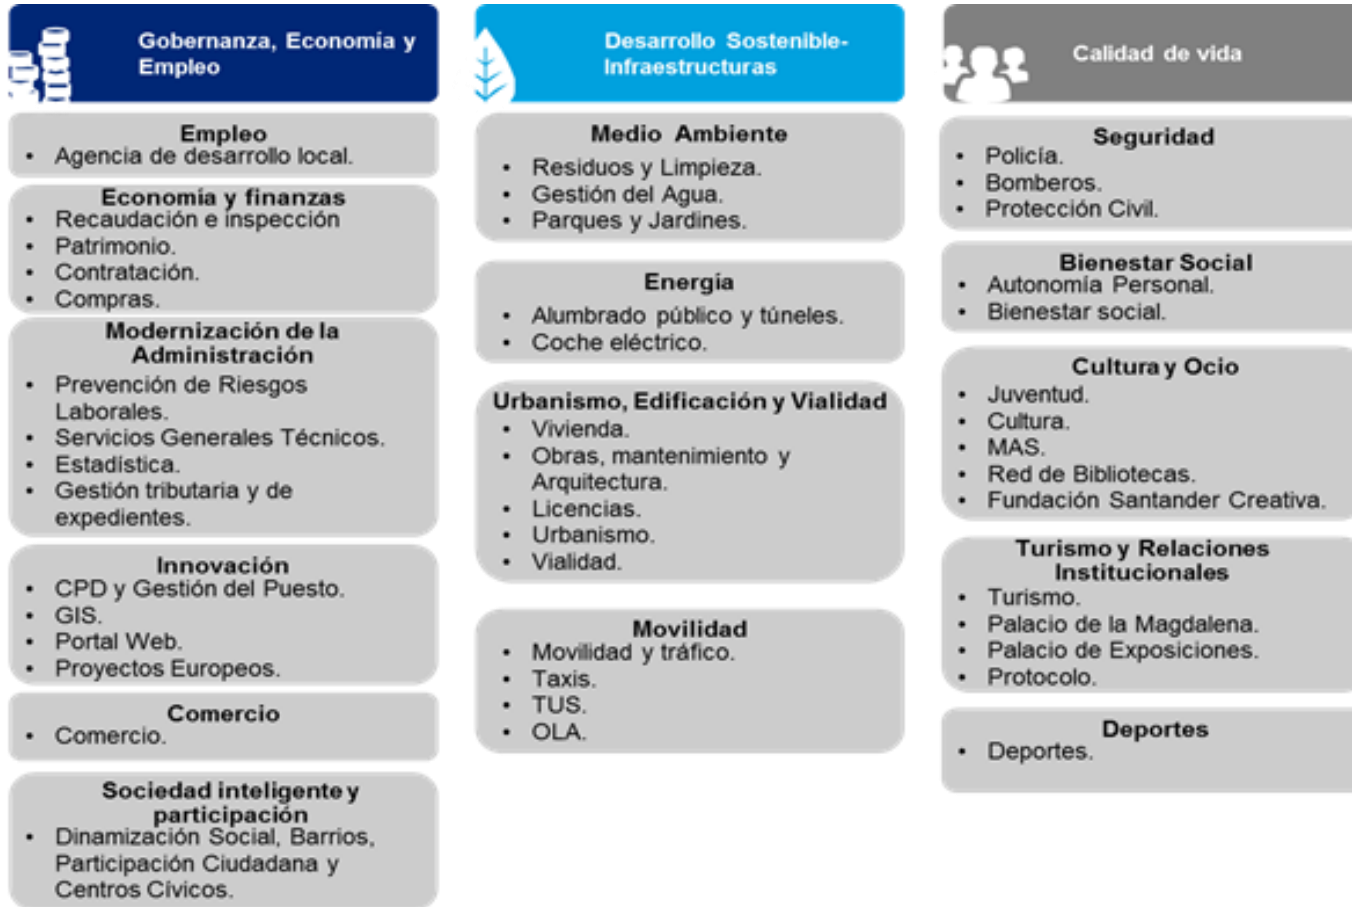 Gobernanza, Economía y
Empleo
Empleo
• Agencia de desarrollo local.
Economía y finanzas
• Recaudación e inspección
• Patrimonio.
• Contratación.
• Compras.
Modernización de la
Administración
• Prevención de Riesgos
Laborales.
• Servicios Generales Técnicos.
• Estadística.
• Gestión tributaria y de
expedientes.
Innovación
• CPD y Gestión del Puesto.
• GIS.
• Portal Web.
• Proyectos Europeos.
Comercio
• Comercio.
Sociedad inteligente y
participación
• Dinamización Social, Barrios,
Participación Ciudadana y
Centros Cívicos.
Desarrollo Sostenible-
Infraestructuras
Medio Ambiente
• Residuos y Limpieza.
• Gestión del Agua.
• Parques y Jardines.
Energía
• Alumbrado público y túneles.
• Coche eléctrico.
Urbanismo, Edificación y Vialidad
• Vivienda.
• Obras, mantenimiento y
Arquitectura.
• Licencias.
• Urbanismo.
• Vialidad.
Movilidad
• Movilidad y tráfico.
• Taxis.
• TUS.
• OLA.
Calidad de vida
Seguridad
• Policía.
• Bomberos.
• Protección Civil.
Bienestar Social
• Autonomía Personal.
• Bienestar social.
Cultura y Ocio
• Juventud.
• Cultura.
• MAS.
• Red de Bibliotecas.
• Fundación Santander Creativa.
Turismo y Relaciones
Institucionales
• Turismo.
• Palacio de la Magdalena.
• Palacio de Exposiciones.
• Protocolo.
Deportes
• Deportes.